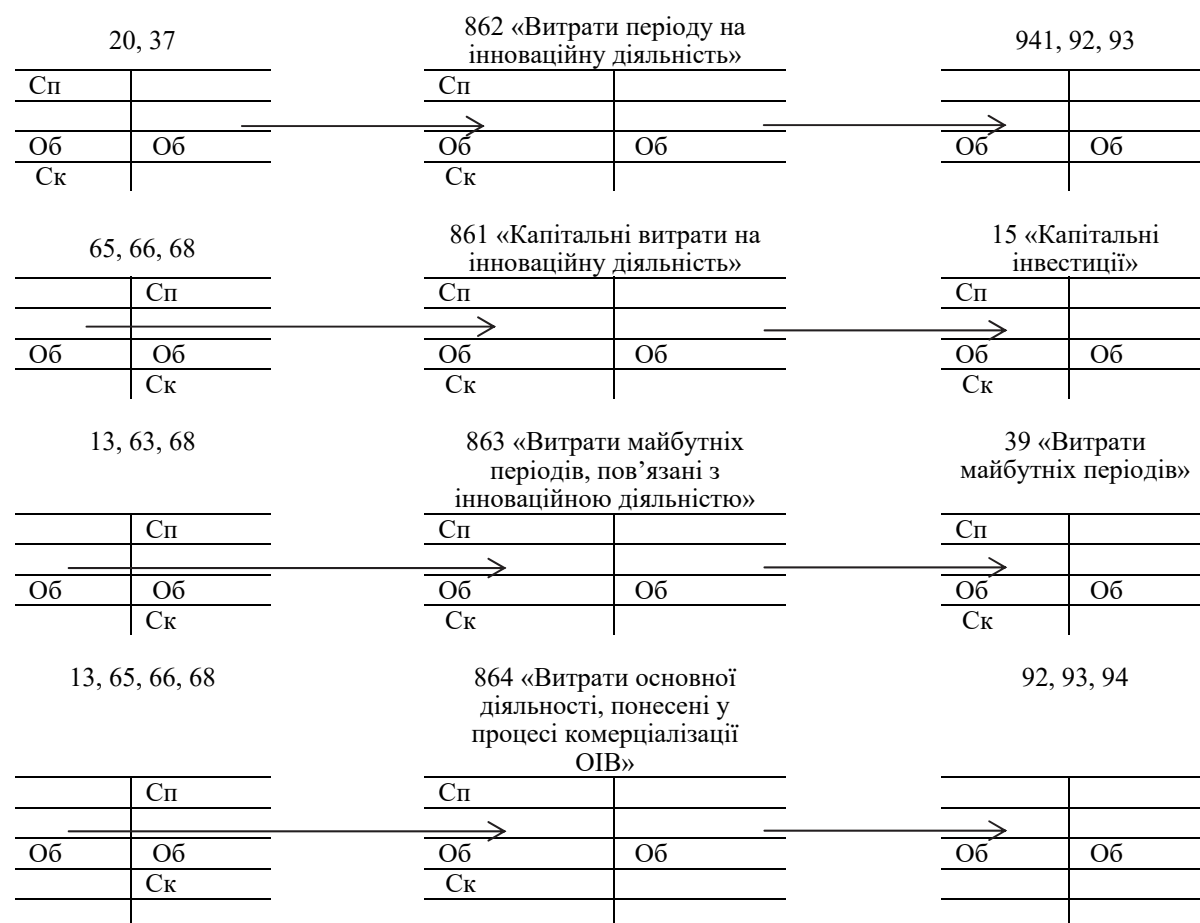 20, 37
862 «Витрати періоду на
інноваційну діяльність»
941, 92, 93
Сп
Сп
Об Об
Об Об
Об Об
Ск
Ск
65, 66, 68
861 «Капітальні витрати на
інноваційну діяльність»
15 «Капітальні
інвестиції»
Сп
Сп
Сп
Об Об
Об Об
Об Об
Ск
Ск
Ск
13, 63, 68
863 «Витрати майбутніх
періодів, пов’язані з
інноваційною діяльністю»
39 «Витрати
майбутніх періодів»
Сп
Сп
Сп
Об Об
Об Об
Об Об
Ск
Ск
Ск
13, 65, 66, 68
864 «Витрати основної
діяльності, понесені у
процесі комерціалізації
ОІВ»
92, 93, 94
Сп
Сп
Об Об
Об Об
Об Об
Ск
Ск